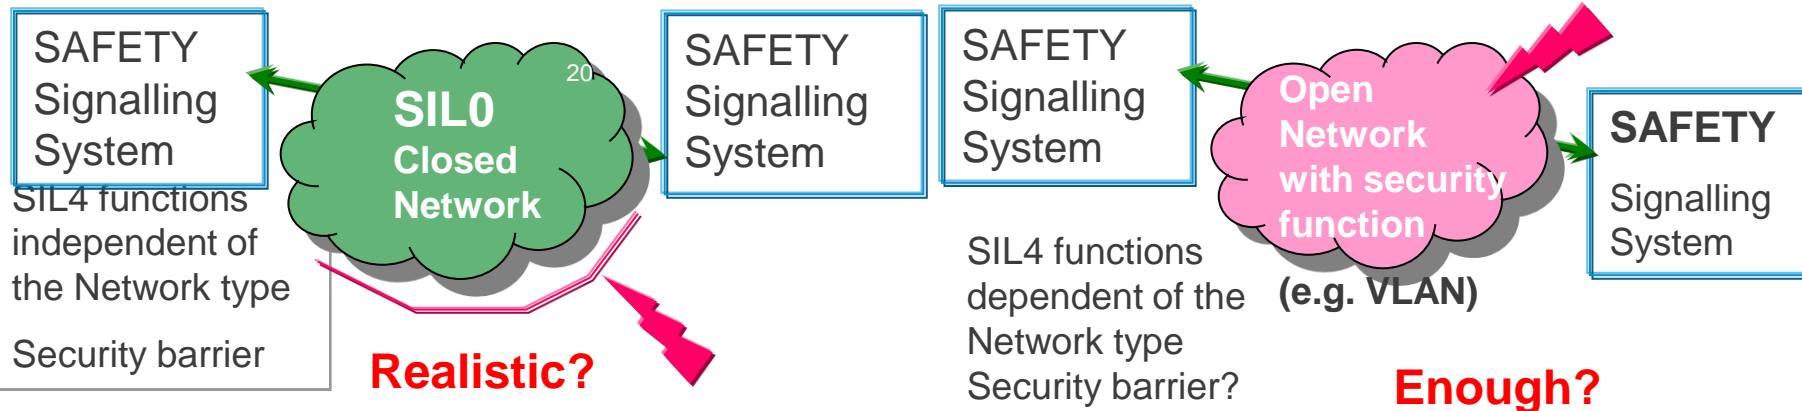 SAFETY
Signalling
System
SIL4 functions
independent of
the Network type
Security barrier
20
SIL0
Closed
Network
Realistic?
SAFETY
Signalling
System
SAFETY
Signalling
System
SIL4 functions
dependent of the
Network type
Security barrier?
Open
Network
with security
function
(e.g. VLAN)
Enough?
SAFETY
Signalling
System